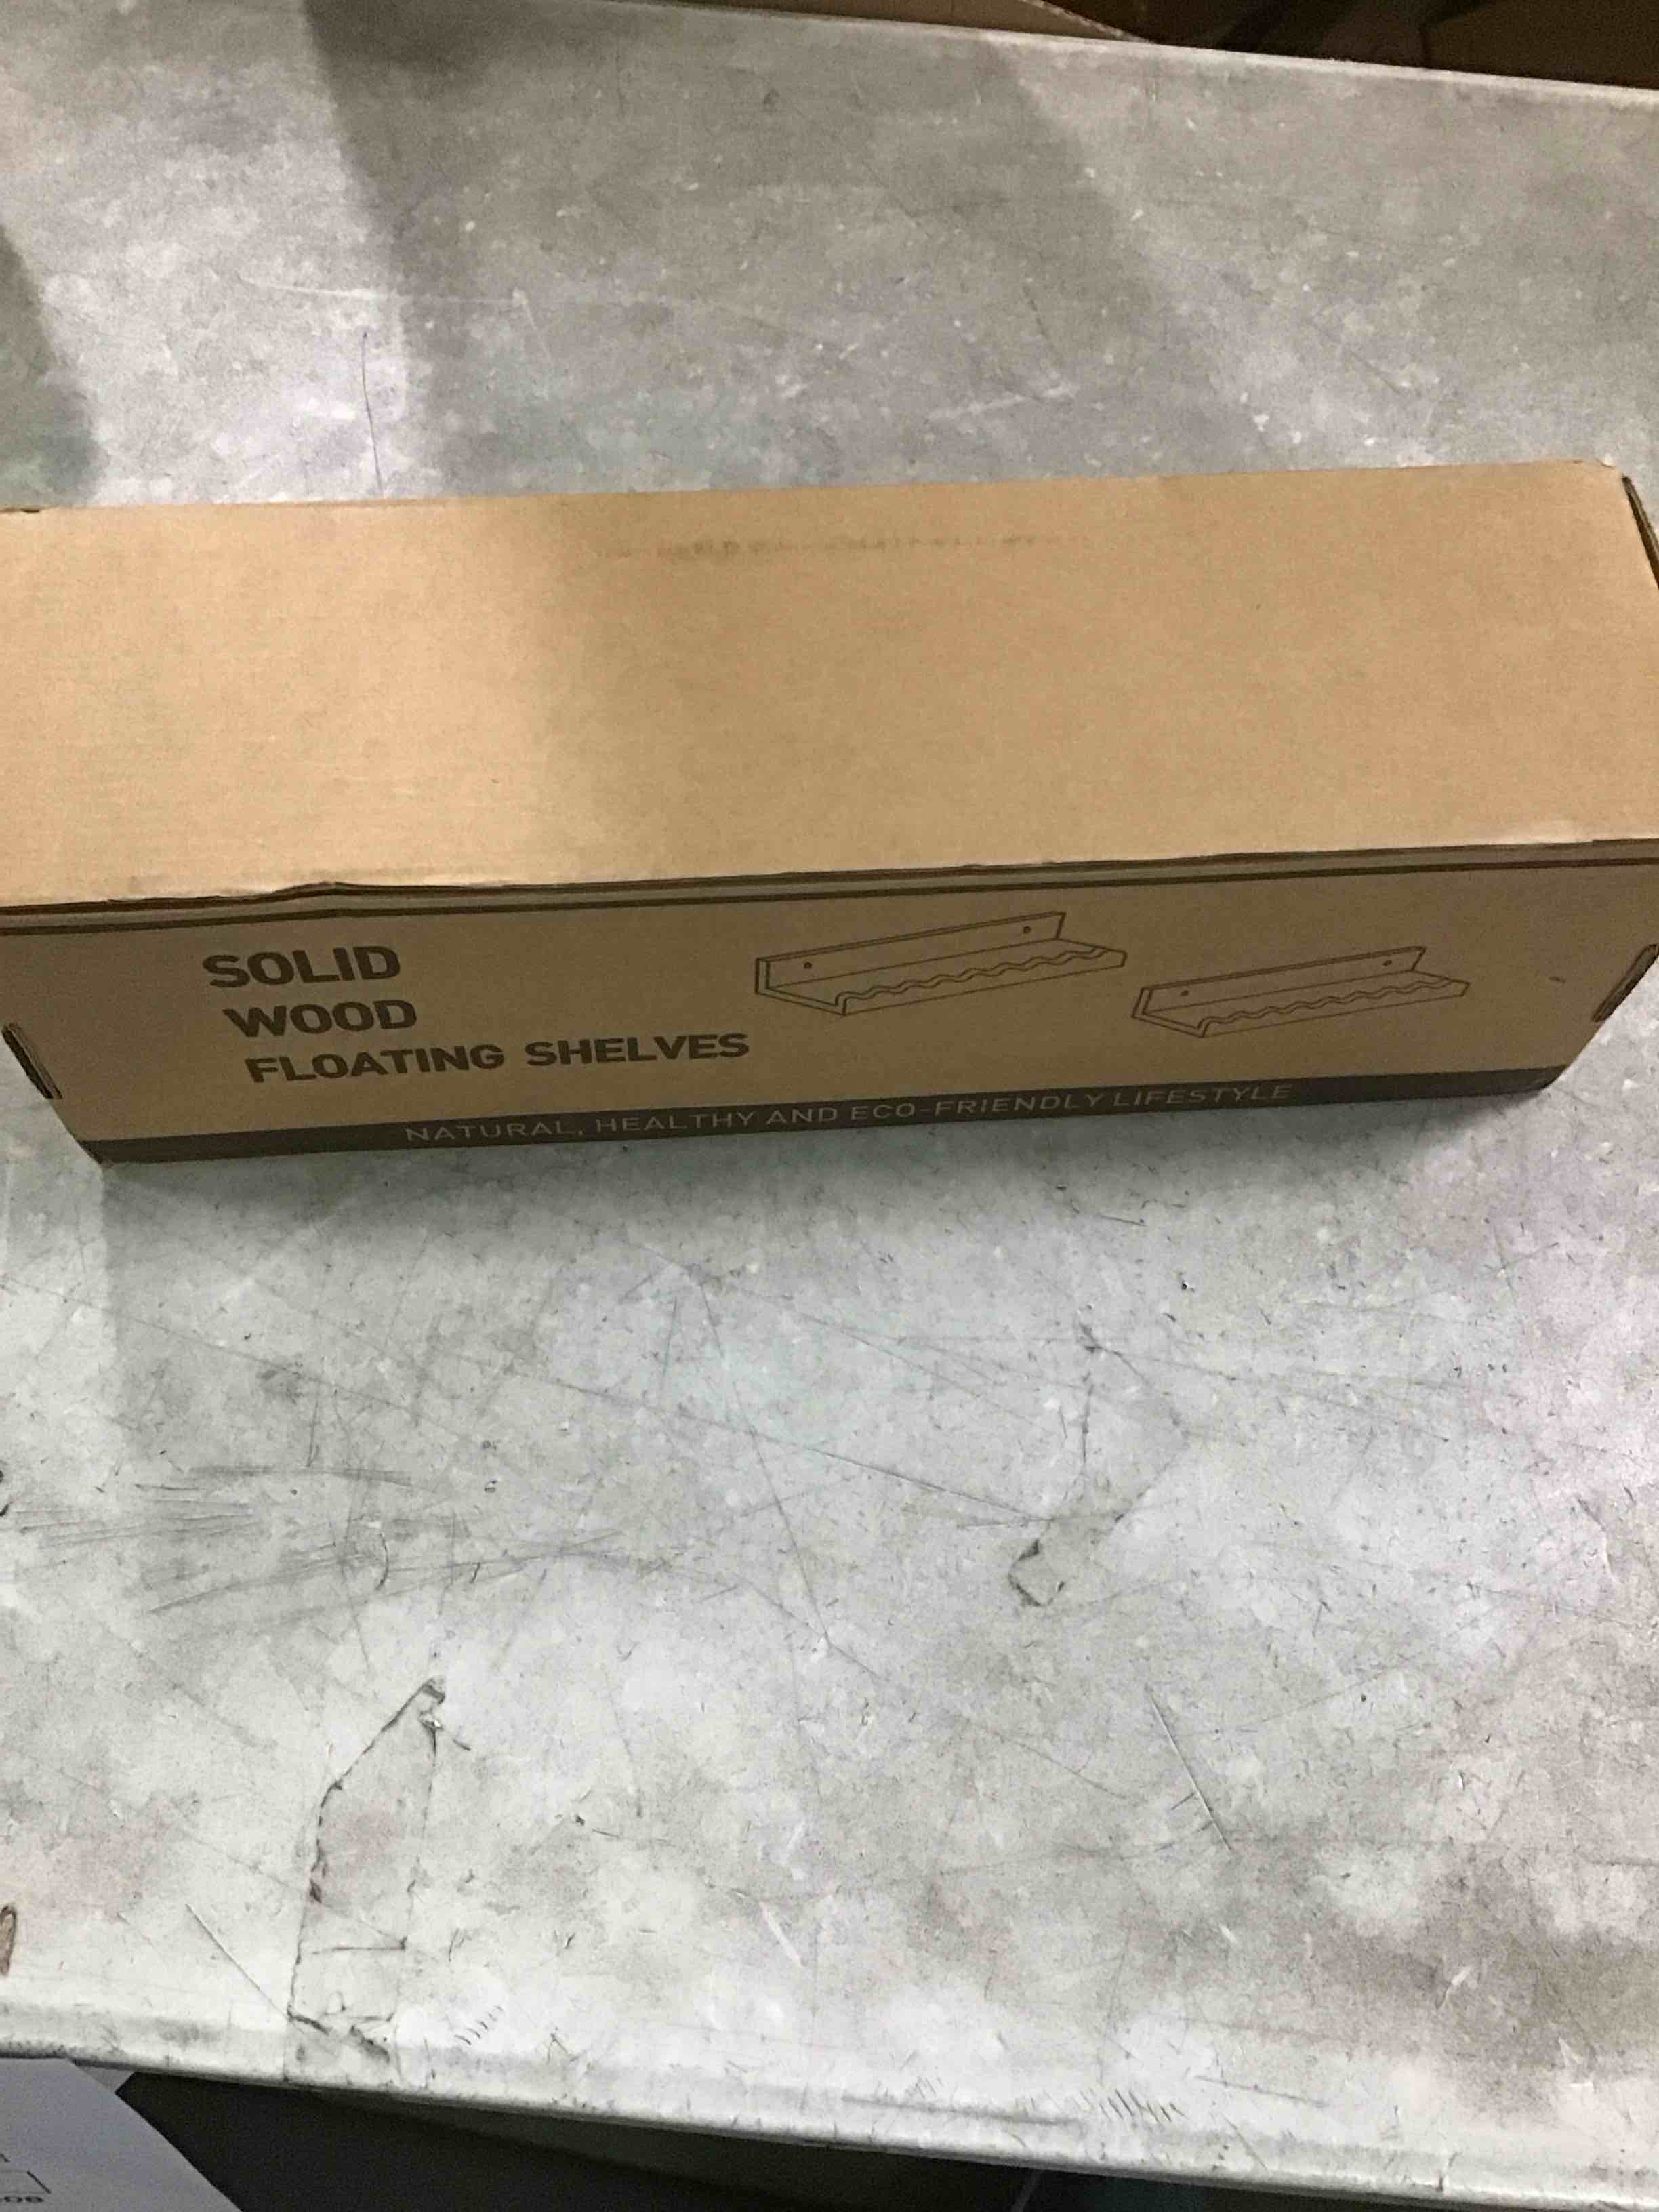 SOLID
WOOD
FLOATING SHELVES
NATURAL, HEALTHY AND ECO-FRIENDLY LIFESTYLE